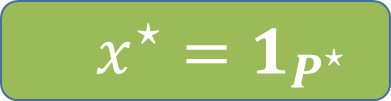 x⋆ = 1_{P⋆}